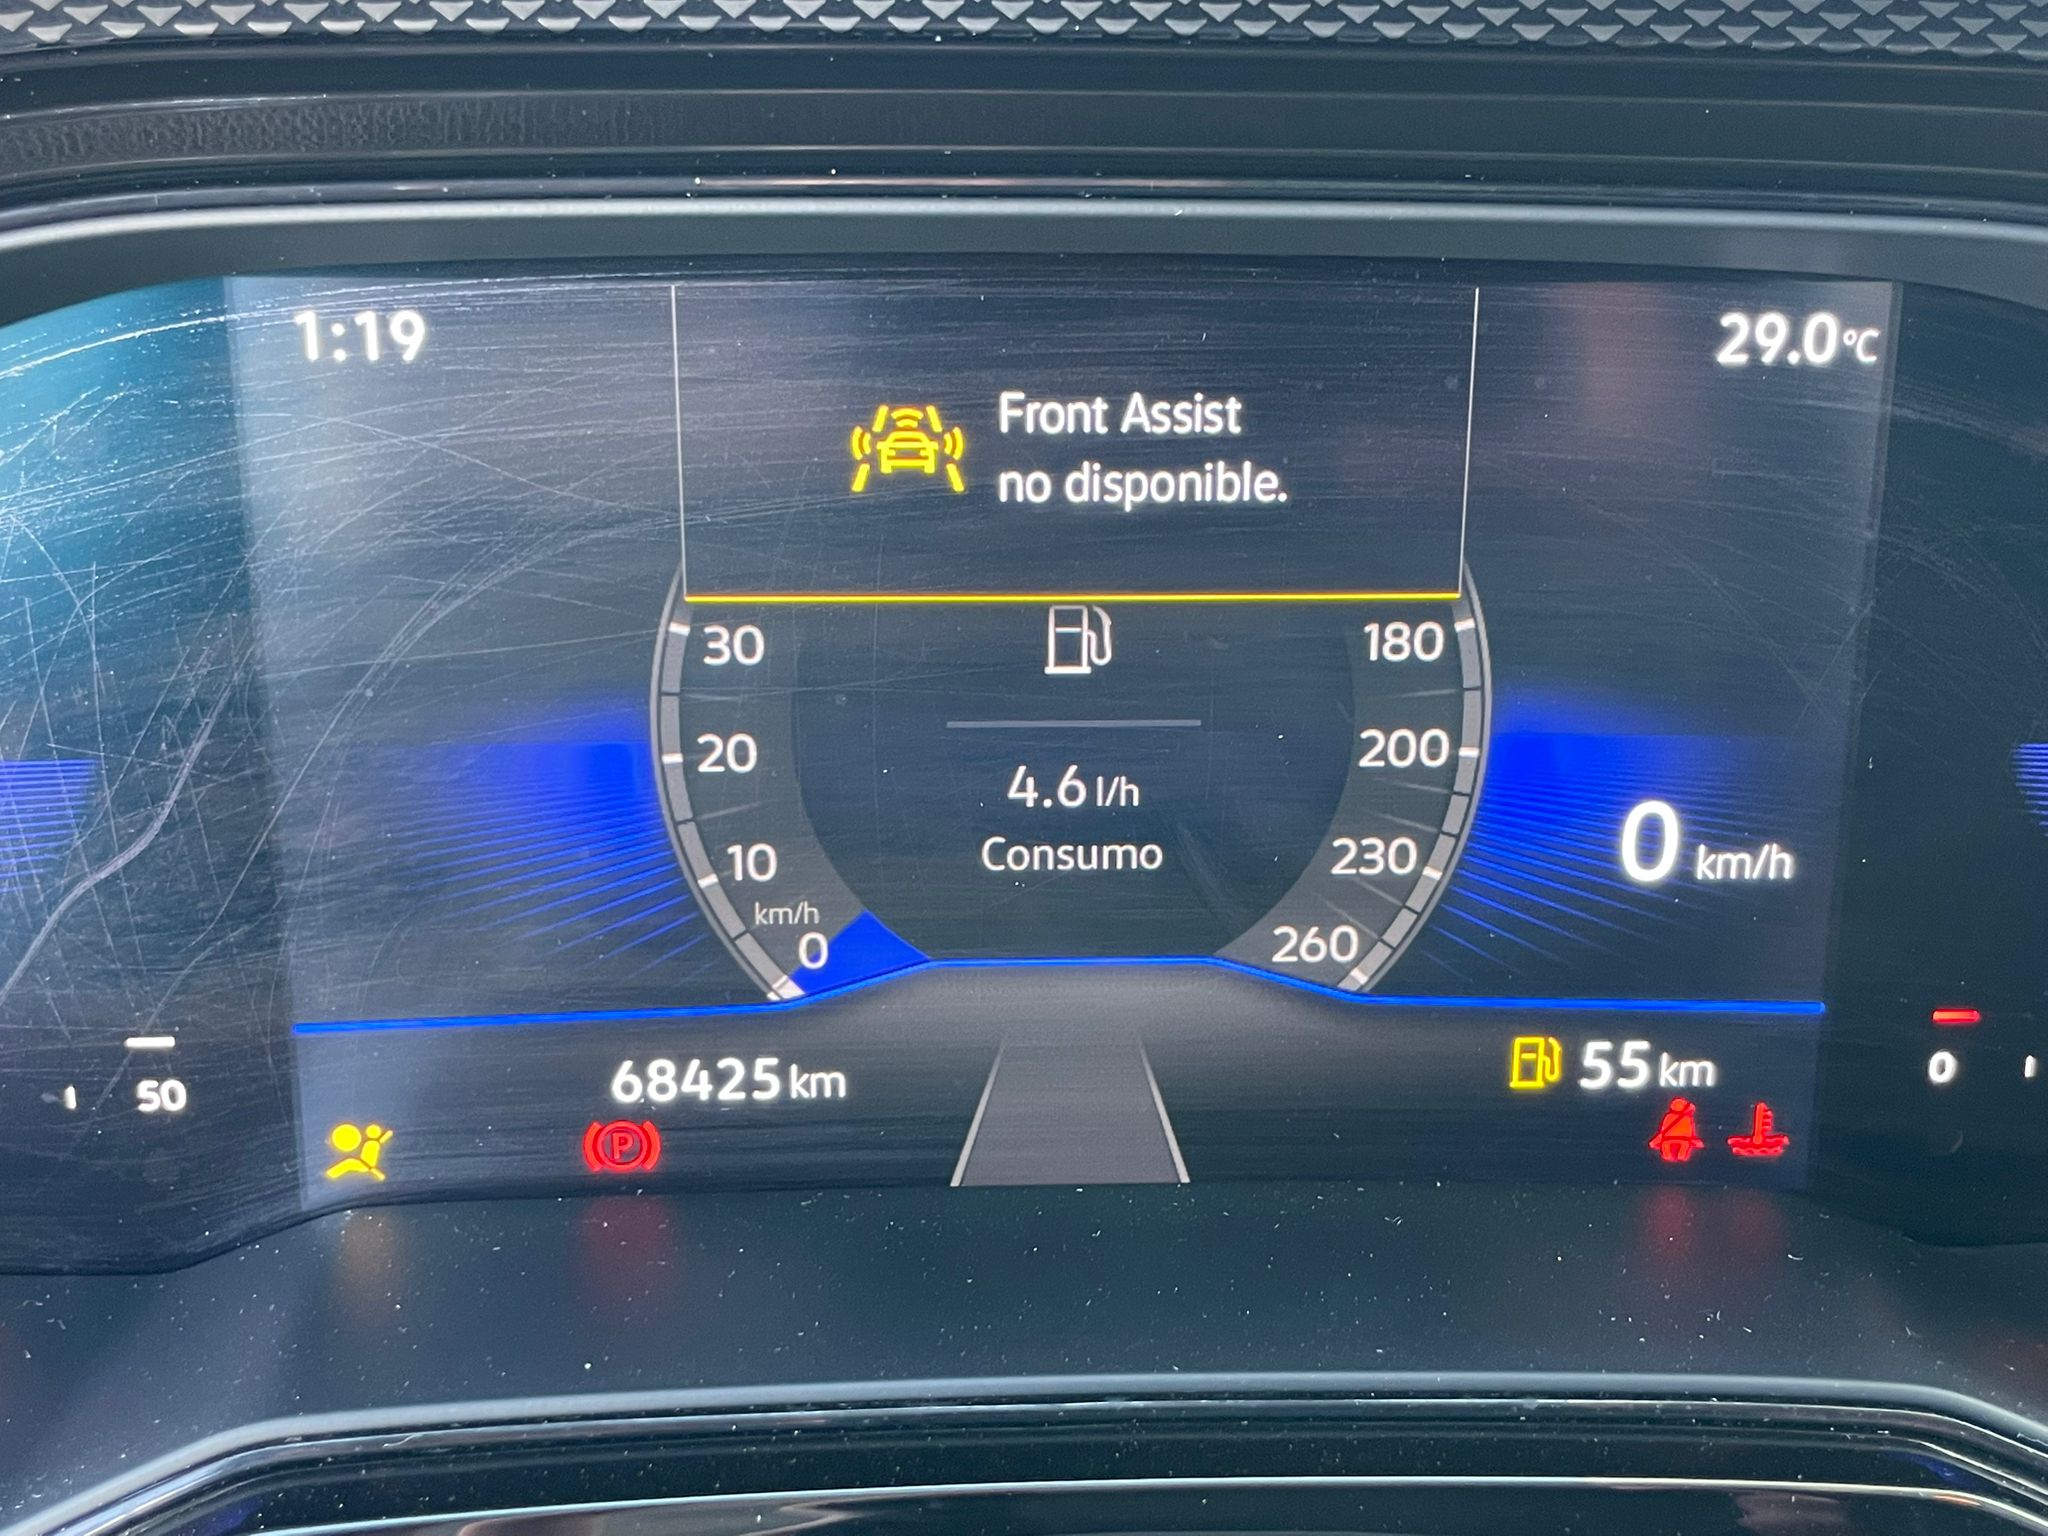 1:19
29.0°C
Front Assist
no disponible.
30
180
20
200
4.6 l/h
10
Consumo
230
0 km/h
km/h
0
260
68425 km
55 km
50
0
P